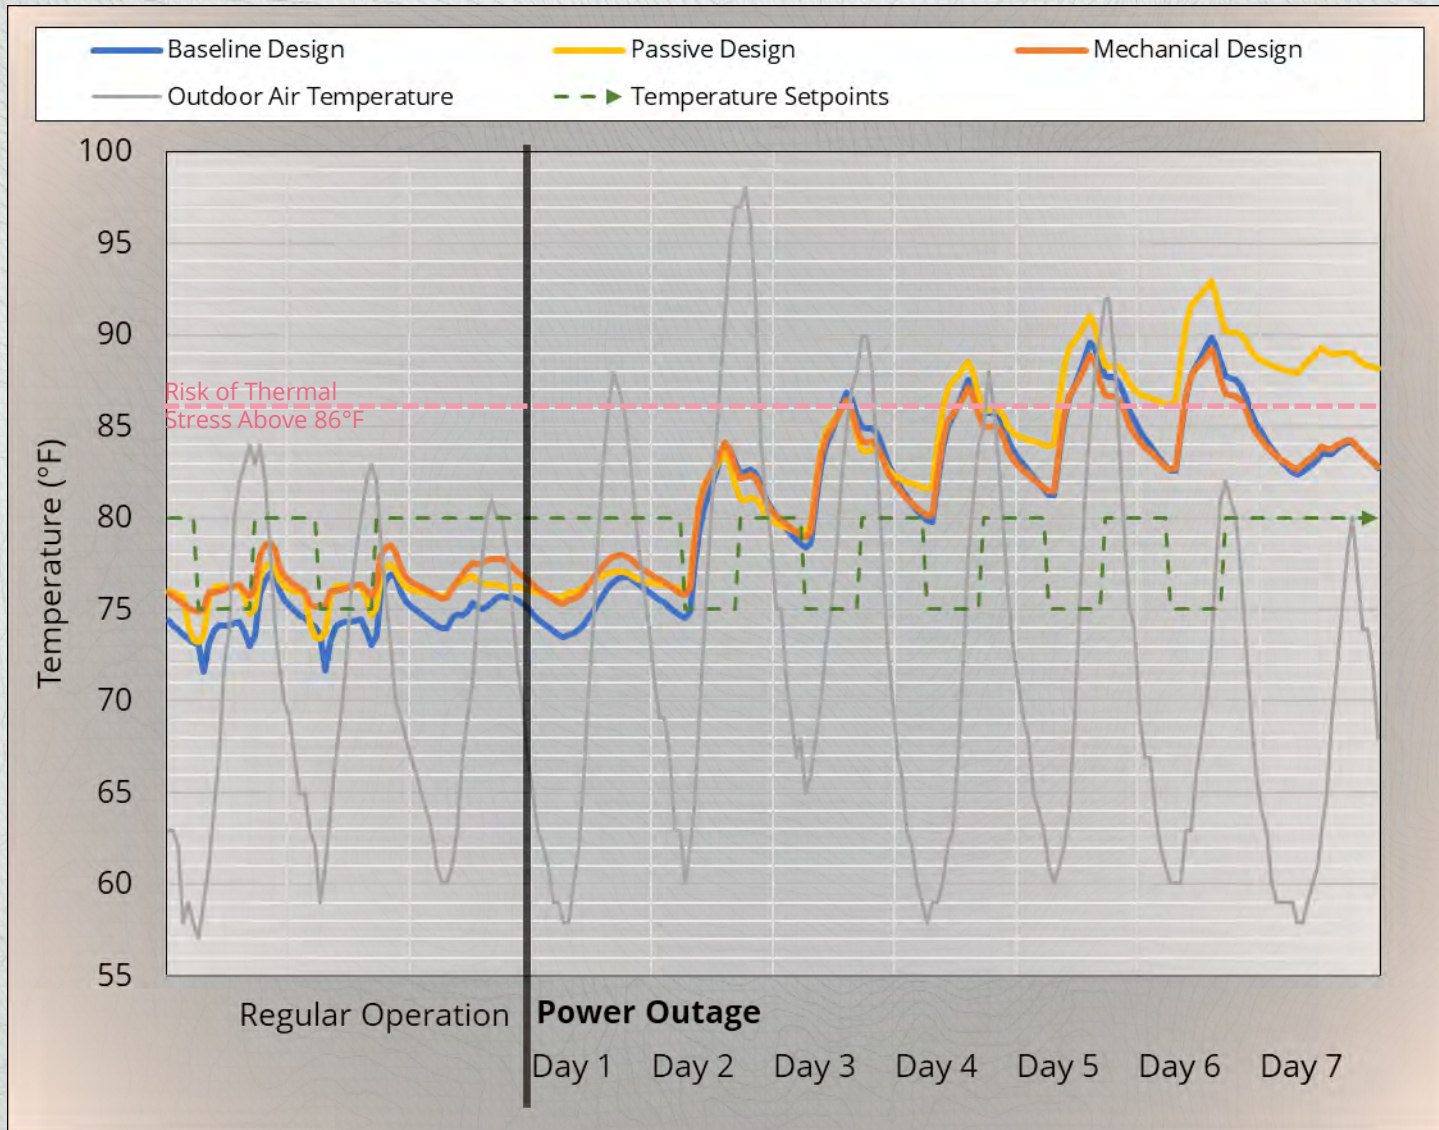 Baseline Design
Passive Design
Mechanical Design
Outdoor Air Temperature
Temperature Setpoints
Temperature (°F)
100
95
90
85
80
75
70
65
60
55
Risk of Thermal
Stress Above 86°F
Regular Operation
Power Outage
Day 1
Day 2
Day 3
Day 4
Day 5
Day 6
Day 7